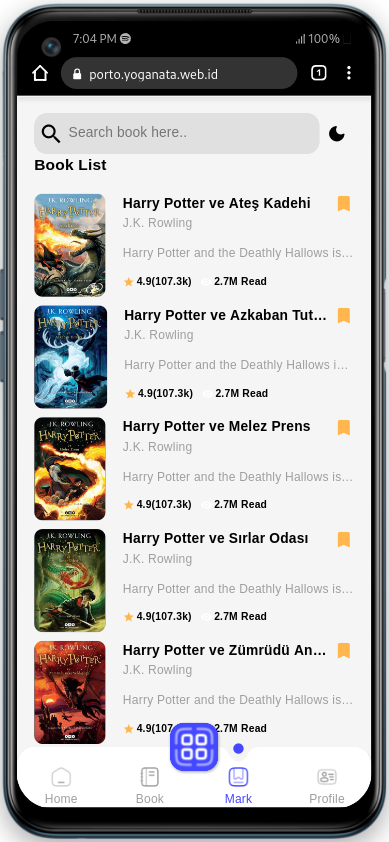 7:04 PM
100%
porto.yoganata.web.id
1
Search book here..
Book List
J.K. ROWLING
HARRY POTTER
Harry Potter ve Ateş Kadehi
J.K. Rowling
Harry Potter and the Deathly Hallows is...
4.9(107.3k) 2.7M Read
J.K. ROWLING
HARRY POTTER
Harry Potter ve Azkaban Tut...
J.K. Rowling
Harry Potter and the Deathly Hallows i...
4.9(107.3k) 2.7M Read
J.K. ROWLING
HARRY POTTER
Melez Prens
Harry Potter ve Melez Prens
J.K. Rowling
Harry Potter and the Deathly Hallows is...
4.9(107.3k) 2.7M Read
J.K. ROWLING
HARRY POTTER
Harry Potter ve Sırlar Odası
J.K. Rowling
Harry Potter and the Deathly Hallows is...
4.9(107.3k) 2.7M Read
J.K. ROWLING
HARRY POTTER
Harry Potter ve Zümrüdü An...
J.K. Rowling
Harry Potter and the Deathly Hallows is...
4.9(107 2.7M Read
Home Book Mark Profile